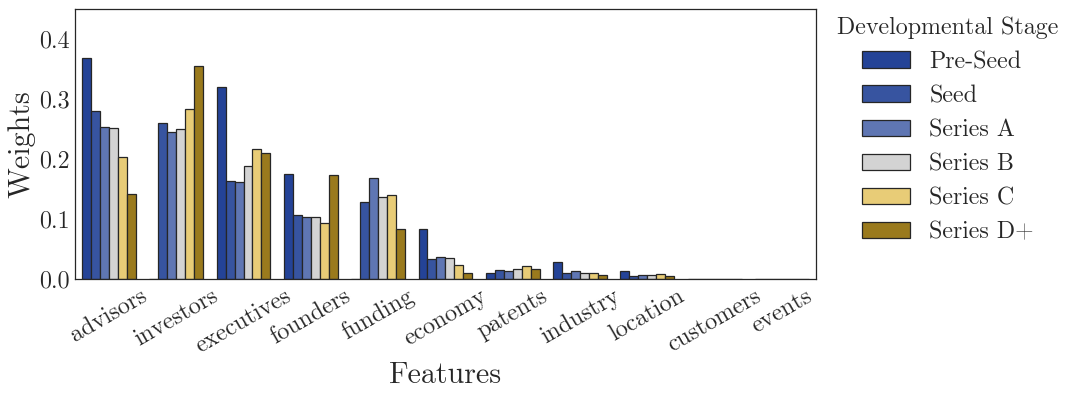 Weights
0.4
0.3
0.2
0.1
0.0
advisors
investors
executives
founders
funding
economy
patents
industry
location
customers
events
Features
Developmental Stage
Pre-Seed
Seed
Series A
Series B
Series C
Series D+